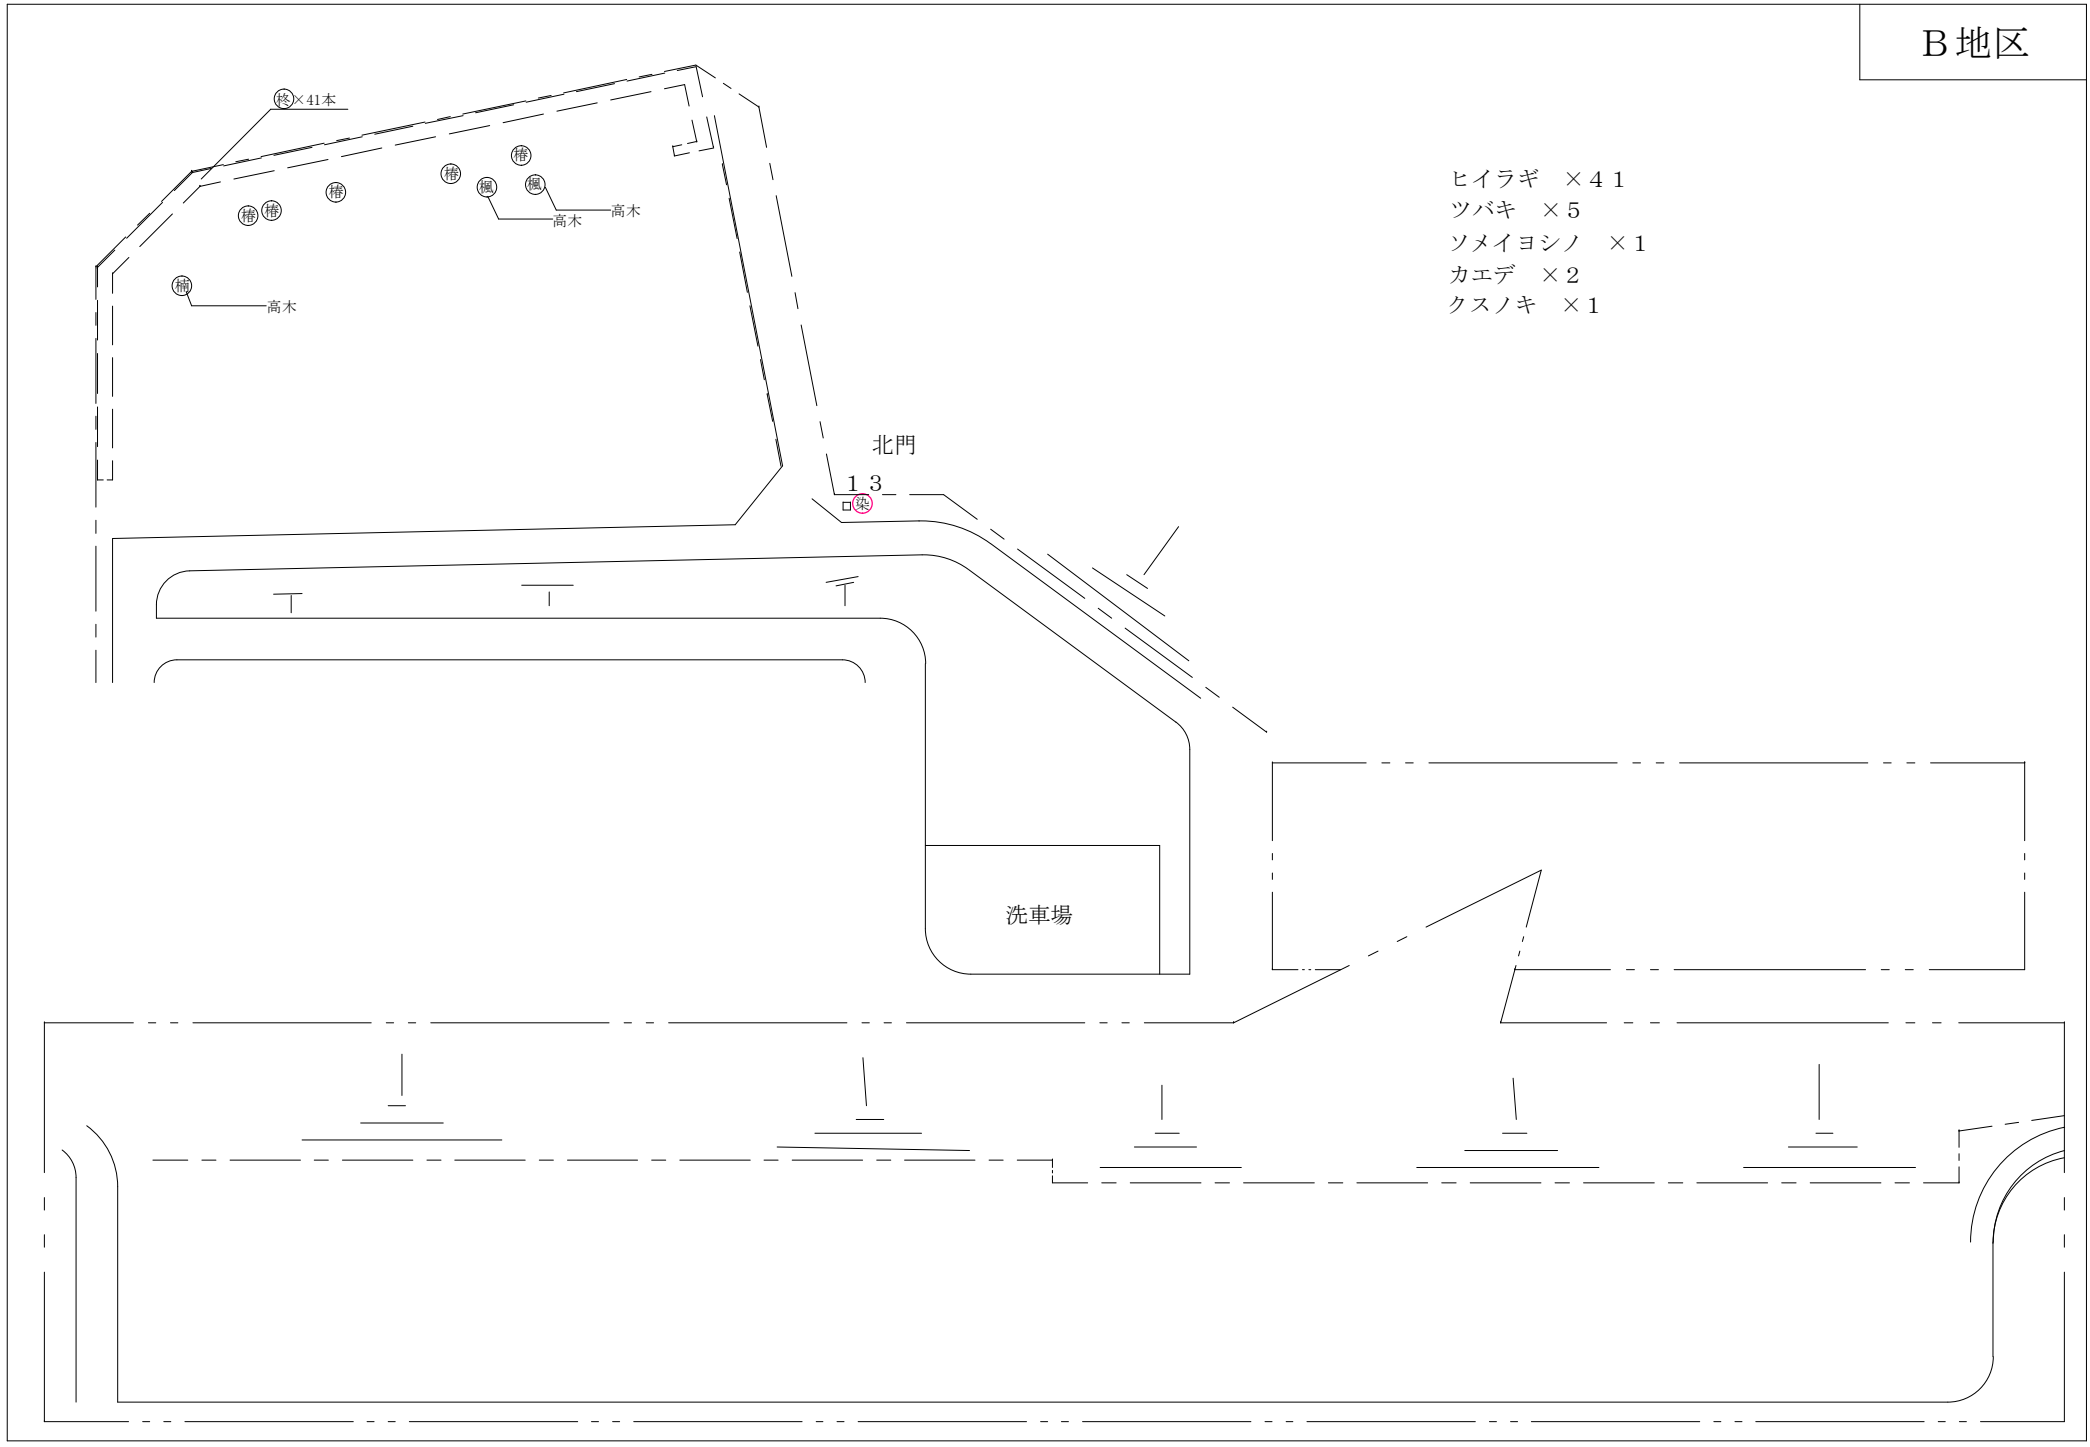 B地区
柊×41本
椿
椿
楓
楓
椿
椿
椿
高木
高木
楠
高木
ヒイラギ　×４１
ツバキ　×５
ソメイヨシノ　×１
カエデ　×２
クスノキ　×１
北門
１３
染
洗車場